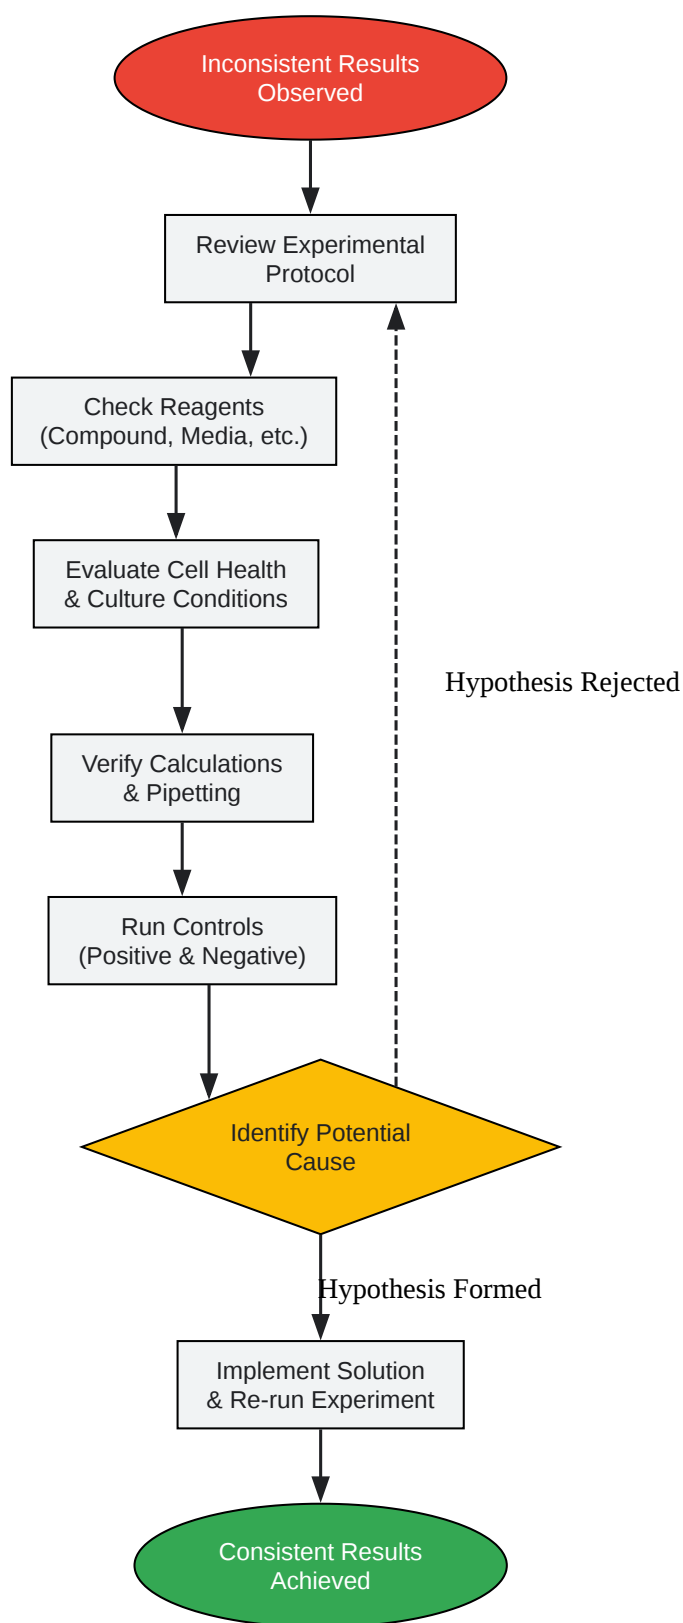 Inconsistent Results
Observed
Review Experimental
Protocol
Check Reagents
(Compound, Media, etc.)
Evaluate Cell Health
& Culture Conditions
Hypothesis Rejected
Verify Calculations
& Pipetting
Run Controls
(Positive & Negative)
Identify Potential
Cause
Hypothesis Formed
Implement Solution
& Re-run Experiment
Consistent Results
Achieved